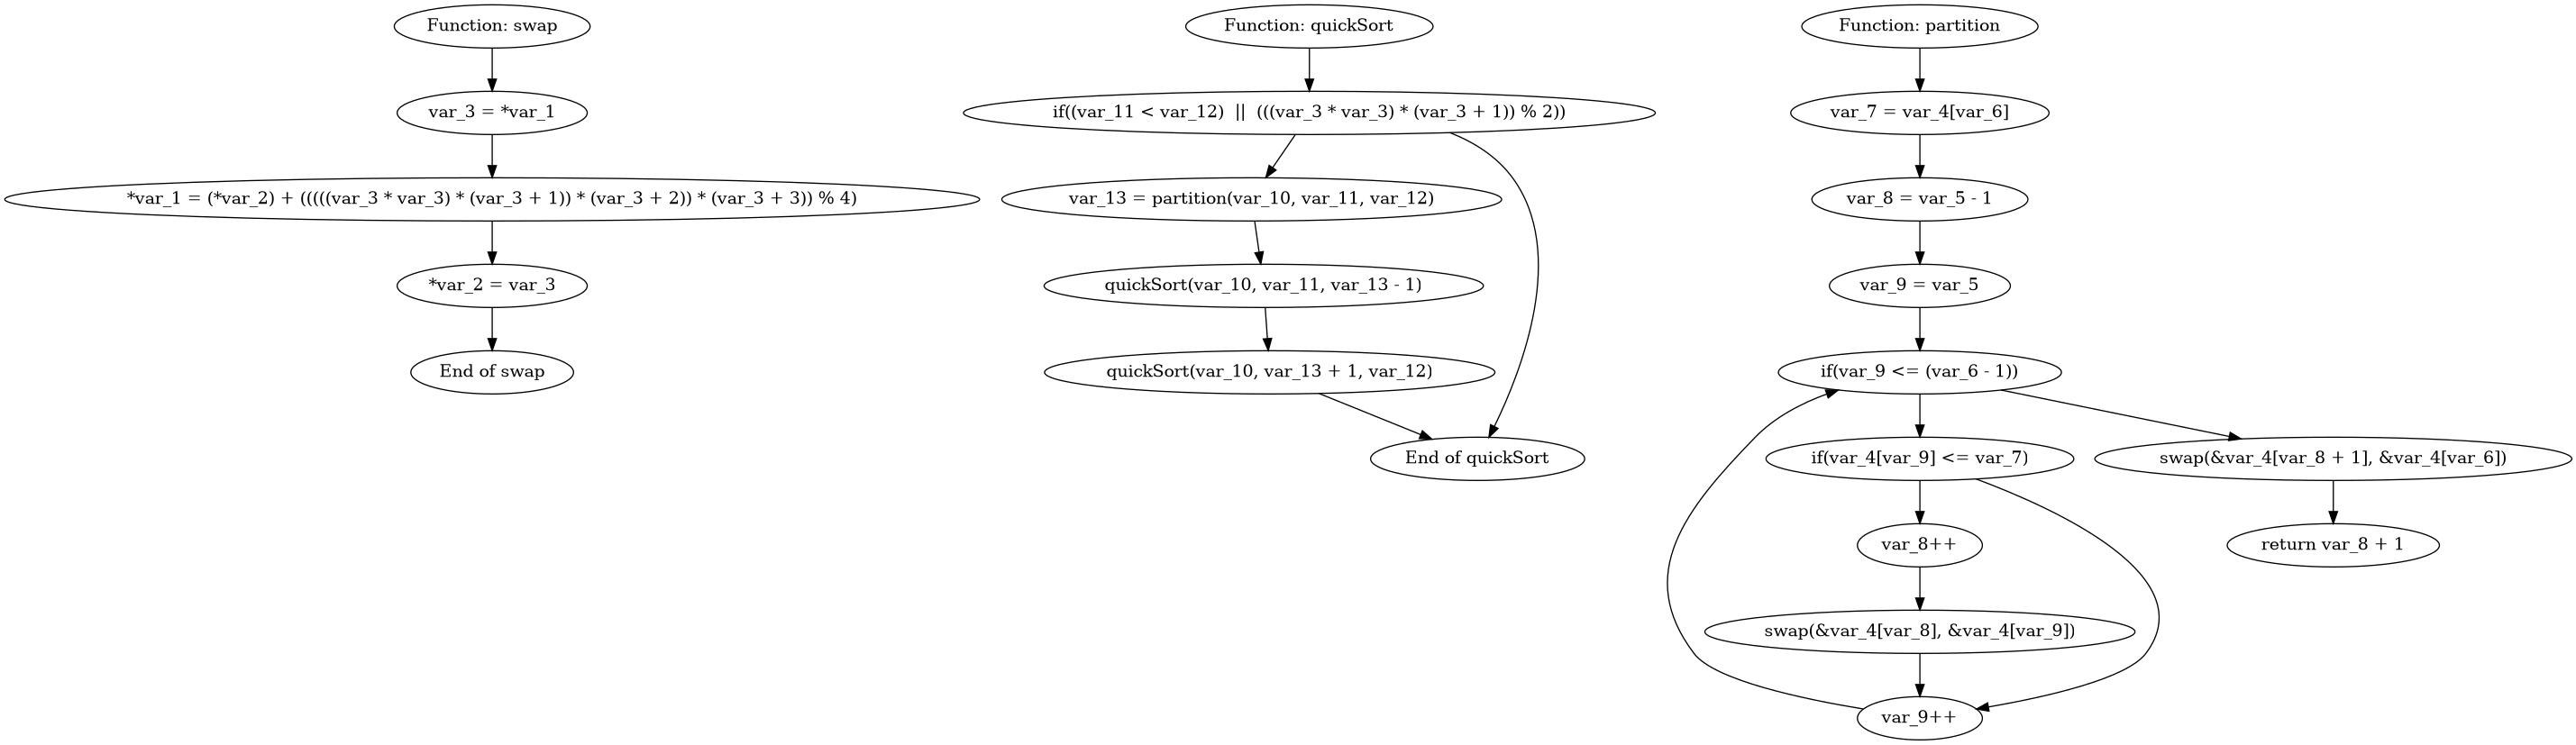 Function: swap
var_3 = *var_1
*var_1 = (*var_2) + (((((var_3 * var_3) * (var_3 + 1)) * (var_3 + 2)) * (var_3 + 3)) % 4)
*var_2 = var_3
End of swap
Function: quickSort
if((var_11 < var_12) || (((var_3 * var_3) * (var_3 + 1)) % 2))
var_13 = partition(var_10, var_11, var_12)
quickSort(var_10, var_11, var_13 - 1)
quickSort(var_10, var_13 + 1, var_12)
End of quickSort
Function: partition
var_7 = var_4[var_6]
var_8 = var_5 - 1
var_9 = var_5
if(var_9 <= (var_6 - 1))
if(var_4[var_9] <= var_7)
var_8++
swap(&var_4[var_8], &var_4[var_9])
var_9++
swap(&var_4[var_8 + 1], &var_4[var_6])
return var_8 + 1